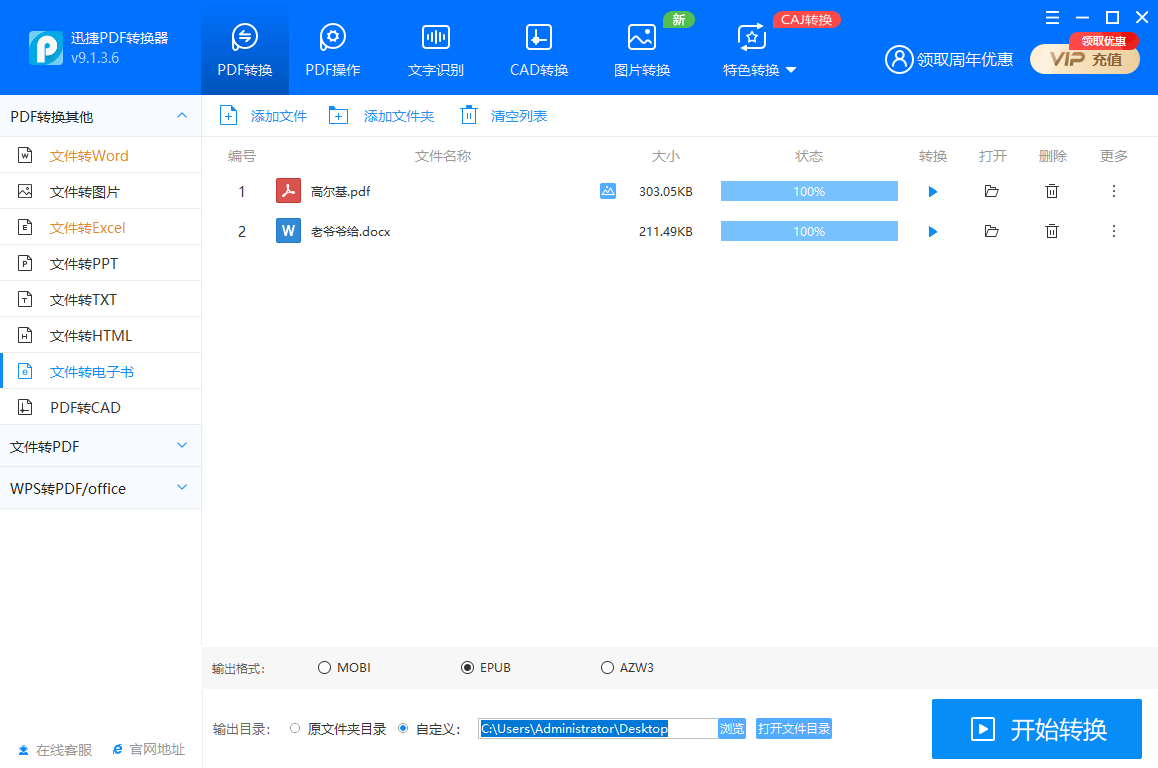 迅捷PDF转换器
v9.1.3.6
PDF转换
PDF操作
文字识别
CAD转换
新
图片转换
CAJ转换
特色转换
领取周年优惠
领取优惠
VIP 充值
PDF转换其他
文件转Word
文件转图片
文件转Excel
文件转PPT
文件转TXT
文件转HTML
文件转电子书
PDF转CAD
文件转PDF
WPS转PDF/office
在线客服 官网地址
添加文件 添加文件夹 清空列表
编号 文件名称 大小 状态 转换 打开 删除 更多
1 高尔基.pdf 303.05KB 100%
2 W 老爷爷给.docx 211.49KB 100%
输出格式: MOBI EPUB AZW3
输出目录: 原文件夹目录 自定义: C:\Users\Administrator\Desktop 浏览 打开文件目录
开始转换